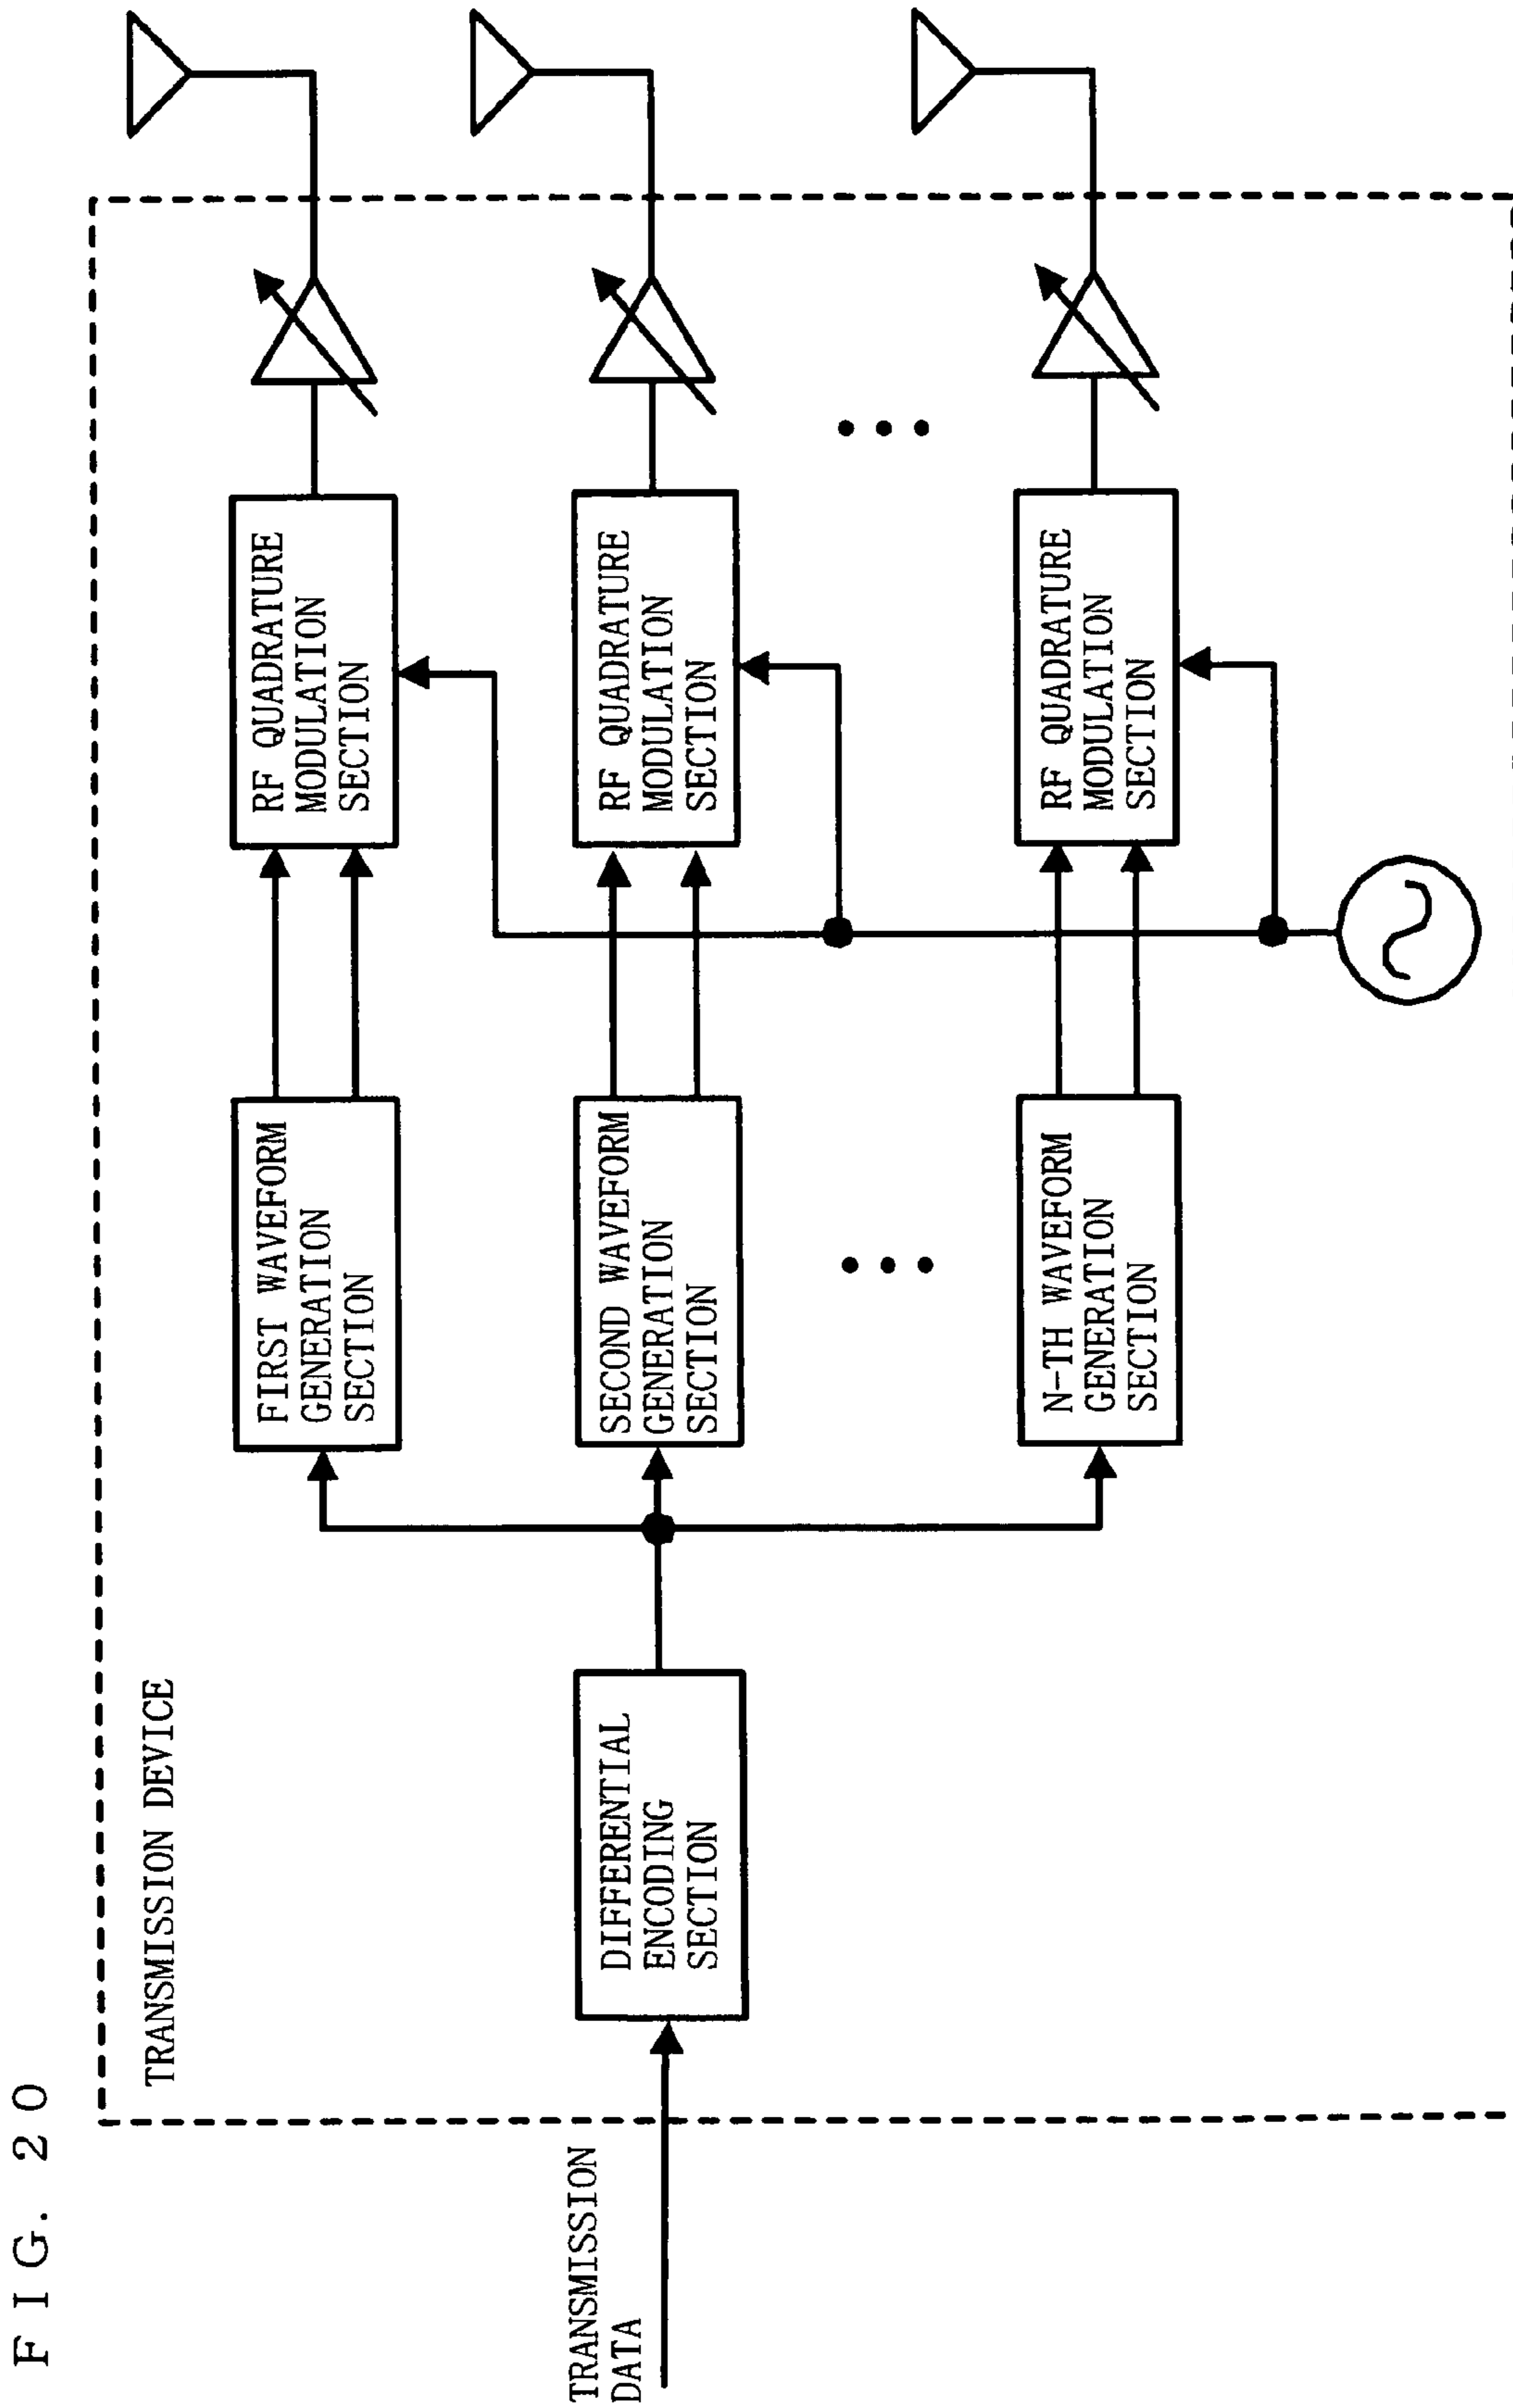 F I G. 2 0
TRANSMISSION DEVICE
TRANSMISSION
DATA
DIFFERENTIAL
ENCODING
SECTION
FIRST WAVEFORM
GENERATION
SECTION
SECOND WAVEFORM
GENERATION
SECTION
N-TH WAVEFORM
GENERATION
SECTION
RF QUADRATURE
MODULATION
SECTION
RF QUADRATURE
MODULATION
SECTION
RF QUADRATURE
MODULATION
SECTION